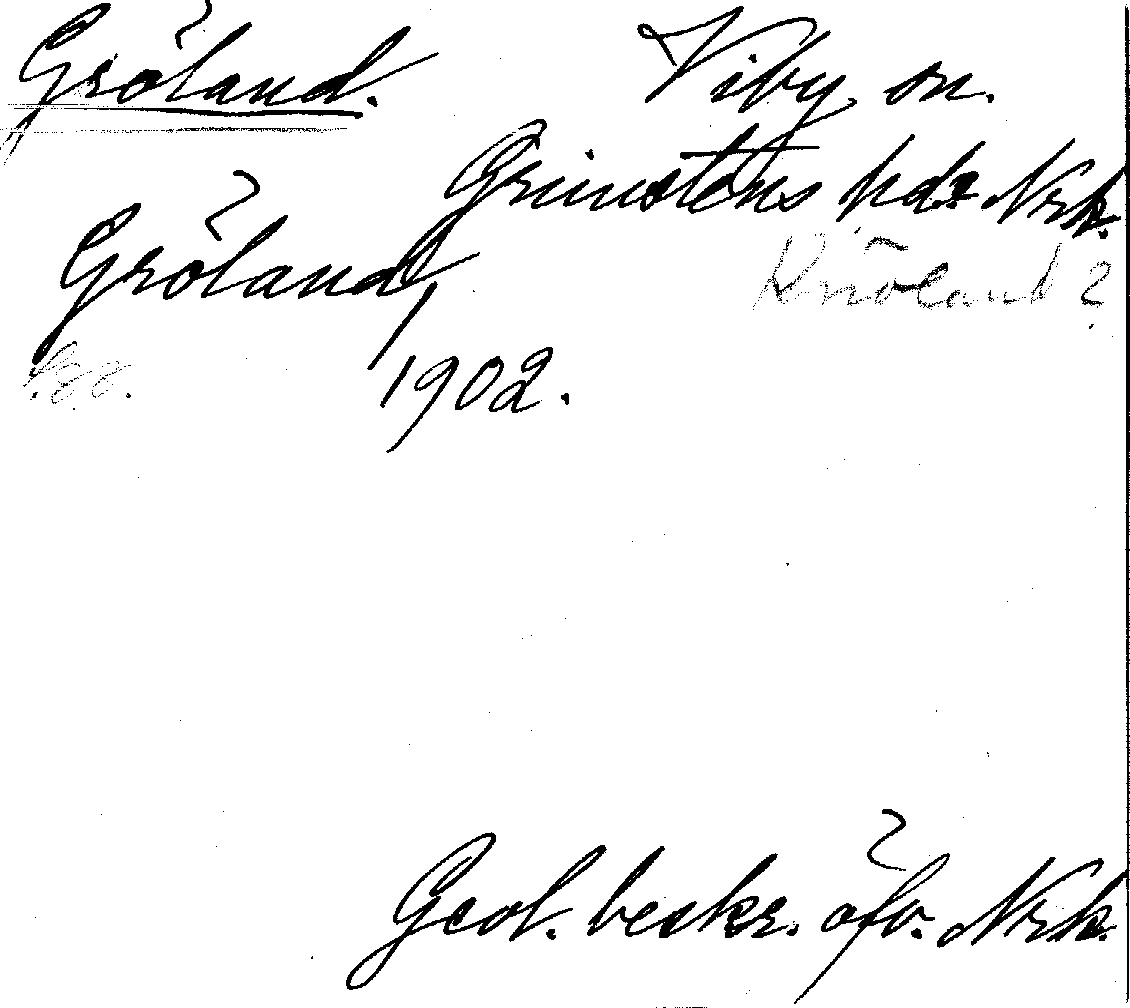 Gröland. Viby sn.
Grimstens hd. Nrk.
Gröland,
Knöland?
1902.
Geol. beskr. öfv. Nrk.